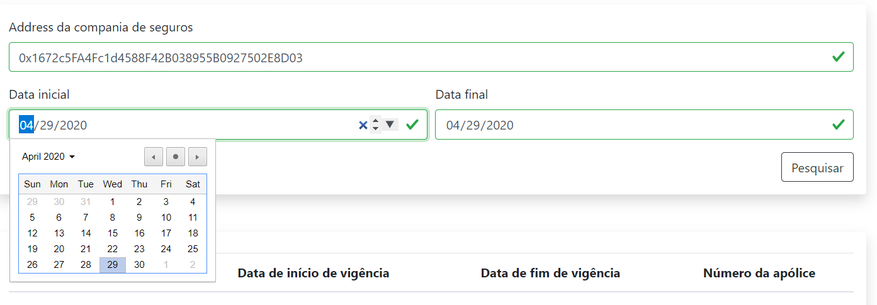 Address da compania de seguros
0x1672c5FA4Fc1d4588F42B038955B0927502E8D03
Data inicial
Data final
04/29/2020
04/29/2020
April 2020
Pesquisar
Sun Mon Tue Wed Thu Fri Sat
29 30 31 1 2 3 4
5 6 7 8 9 10 11
12 13 14 15 16 17 18
19 20 21 22 23 24 25
26 27 28 29 30 1 2
Data de início de vigência
Data de fim de vigência
Número da apólice